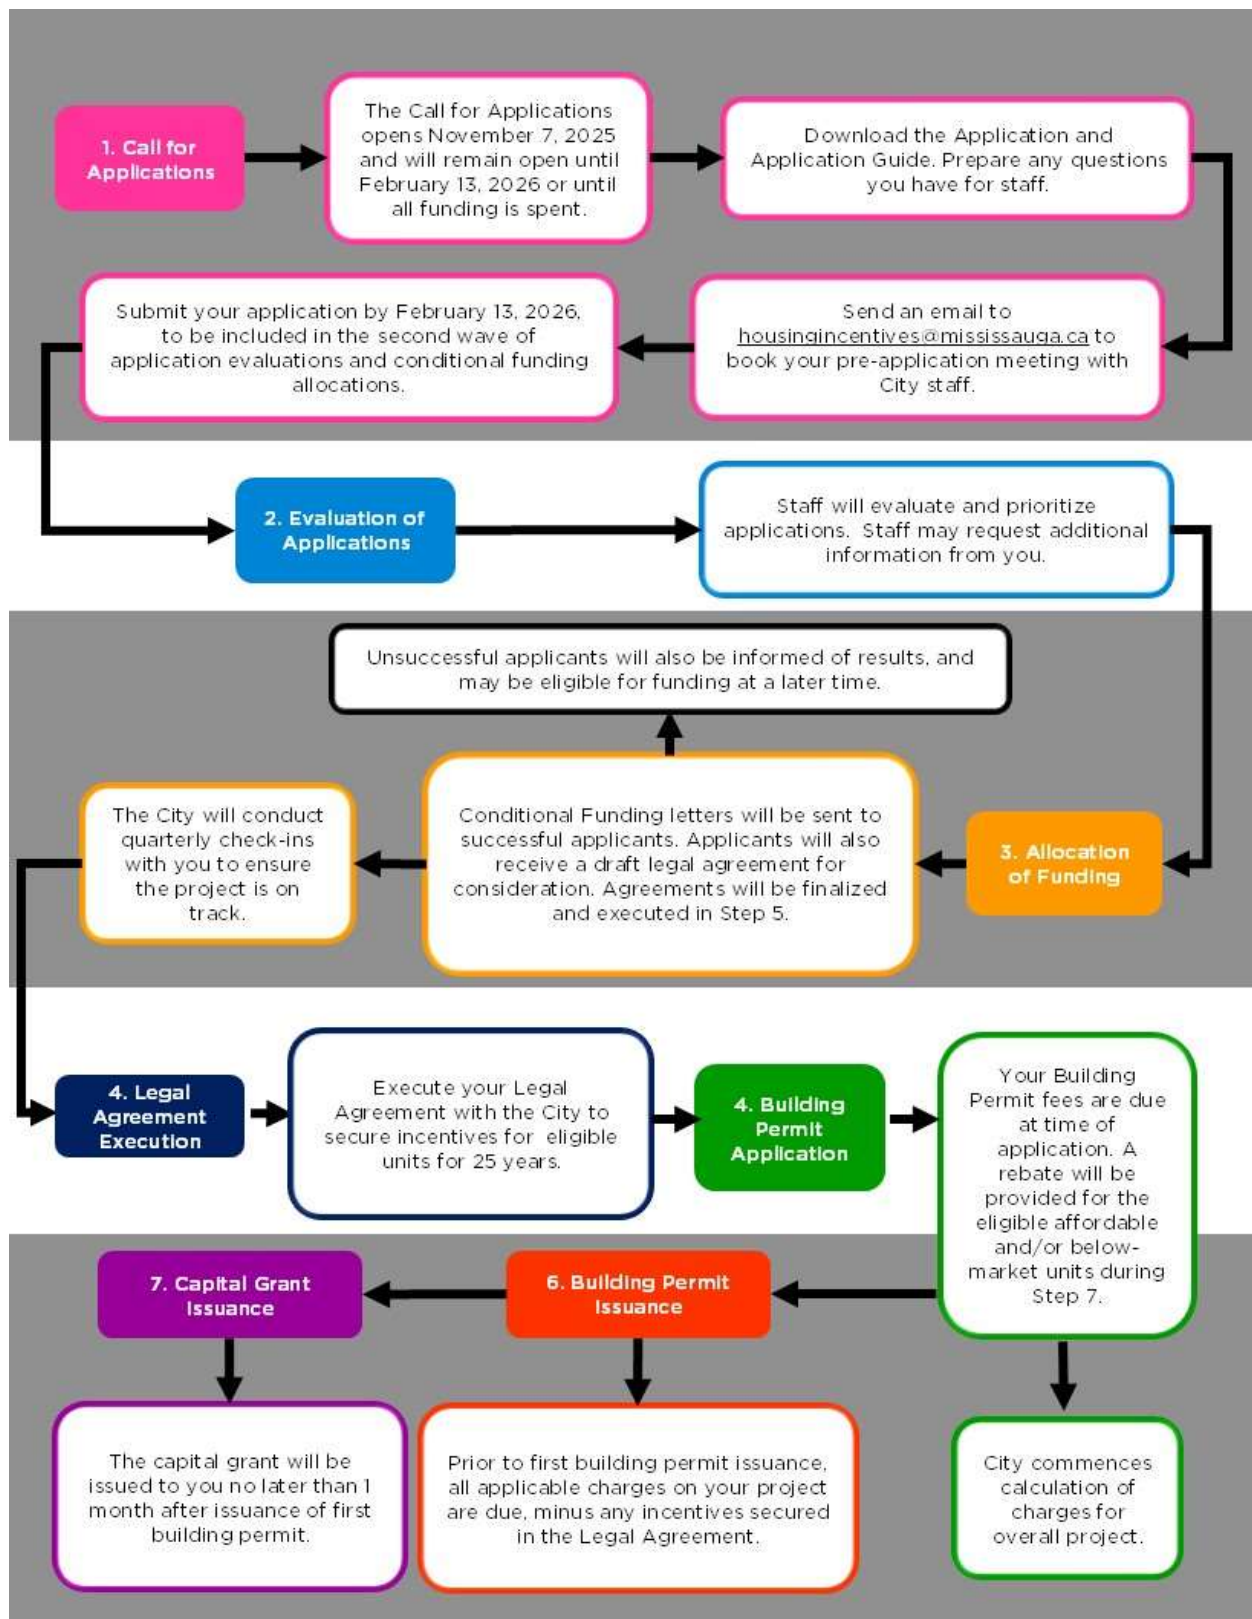 1. Call for
Applications
The Call for Applications
opens November 7, 2025
and will remain open until
February 13, 2026 or until
all funding is spent.
Download the Application and
Application Guide. Prepare any questions
you have for staff.
Send an email to
housingincentives@mississauga.ca to
book your pre-application meeting with
City staff.
Submit your application by February 13, 2026,
to be included in the second wave of
application evaluations and conditional funding
allocations.
2. Evaluation of
Applications
Staff will evaluate and prioritize
applications. Staff may request additional
information from you.
3. Allocation
of Funding
Conditional Funding letters will be sent to
successful applicants. Applicants will also
receive a draft legal agreement for
consideration. Agreements will be finalized
and executed in Step 5.
Unsuccessful applicants will also be informed of results, and
may be eligible for funding at a later time.
The City will conduct
quarterly check-ins
with you to ensure
the project is on
track.
4. Legal
Agreement
Execution
Execute your Legal
Agreement with the City to
secure incentives for eligible
units for 25 years.
4. Building
Permit
Application
Your Building
Permit fees are due
at time of
application. A
rebate will be
provided for the
eligible affordable
and/or below-
market units during
Step 7.
City commences
calculation of
charges for
overall project.
6. Building Permit
Issuance
Prior to first building permit issuance,
all applicable charges on your project
are due, minus any incentives secured
in the Legal Agreement.
7. Capital Grant
Issuance
The capital grant will be
issued to you no later than 1
month after issuance of first
building permit.